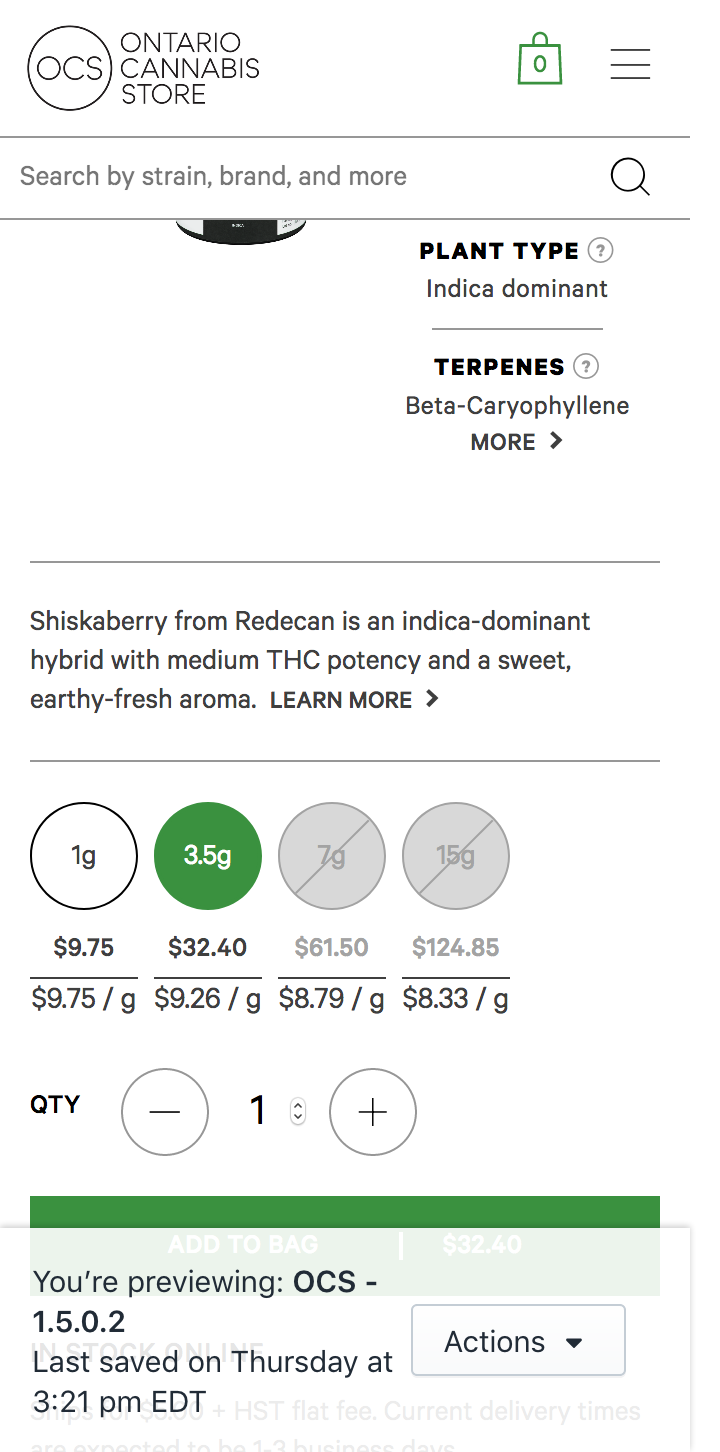 OCS
ONTARIO
CANNABIS
STORE
0
Search by strain, brand, and more
INDICA
PLANT TYPE ?
Indica dominant
TERPENES ?
Beta-Caryophyllene
MORE >
Shiskaberry from Redecan is an indica-dominant
hybrid with medium THC potency and a sweet,
earthy-fresh aroma. LEARN MORE >
1g 3.5g 7g 15g
$9.75 $32.40 $61.50 $124.85
$9.75 / g $9.26 / g $8.79 / g $8.33 / g
QTY — 1 +
ADD TO BAG | $32.40
You're previewing: OCS -
1.5.0.2
Last saved on Thursday at
3:21 pm EDT
Actions
IN STOCK ONLINE
Ships for + HST flat fee. Current delivery times
are expected to be 1-3 business days